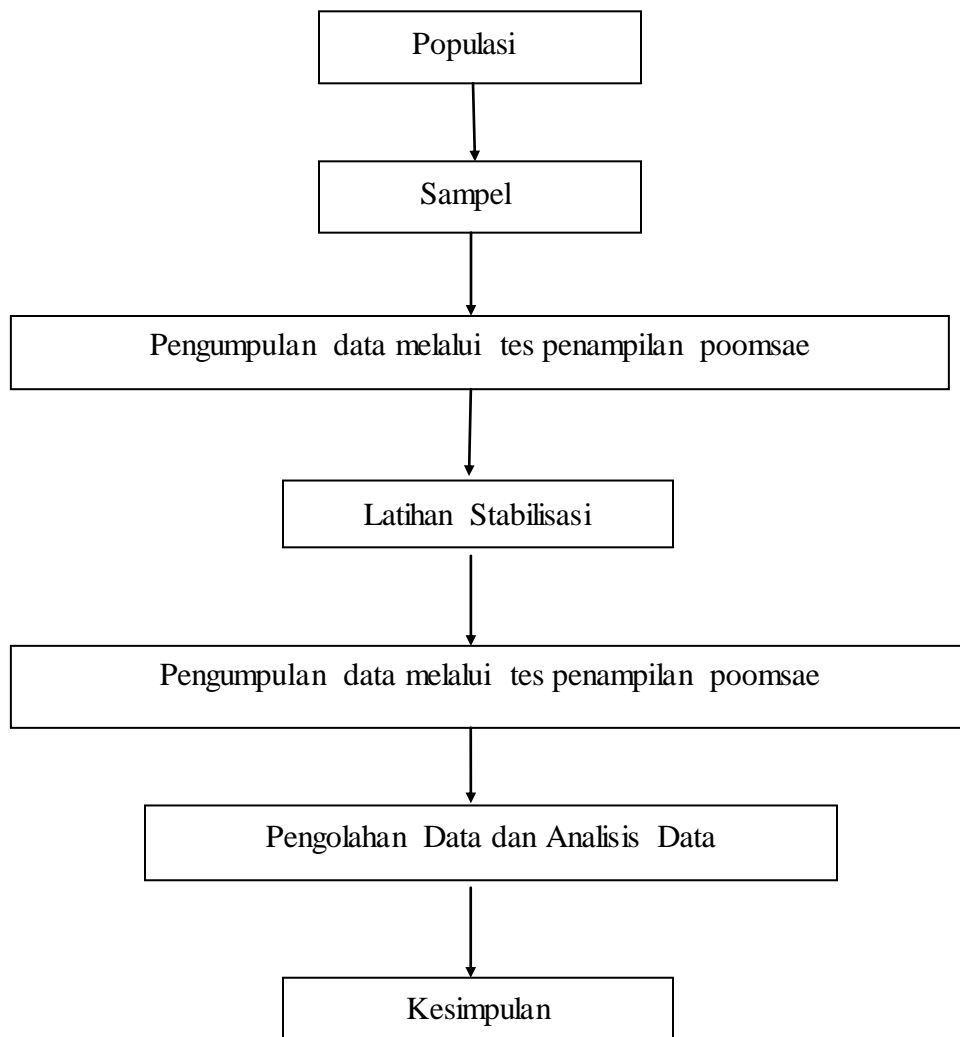 Populasi
Sampel
Pengumpulan data melalui tes penampilan poomsae
Latihan Stabilisasi
Pengumpulan data melalui tes penampilan poomsae
Pengolahan Data dan Analisis Data
Kesimpulan